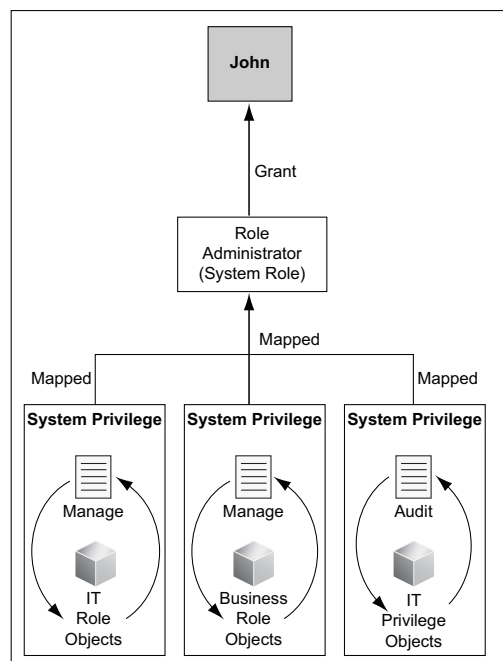 John
Grant
Role
Administrator
(System Role)
Mapped
Mapped
Mapped
System Privilege
Manage
IT
Role
Objects
System Privilege
Manage
Business
Role
Objects
System Privilege
Audit
IT
Privilege
Objects